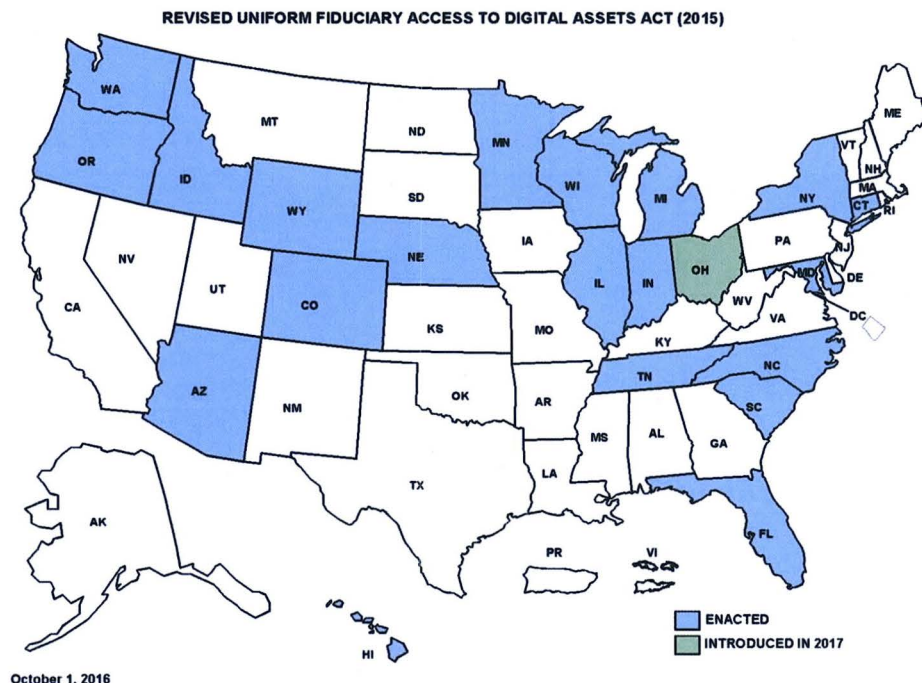 REVISED UNIFORM FIDUCIARY ACCESS TO DIGITAL ASSETS ACT (2015)
WA
MT
ND
MN
ME
VT
NH
OR
ID
SD
WI
MI
NY
MA
CT
RI
WY
IA
PA
NJ
NE
NV
UT
CO
IL
IN
OH
MD
DE
WV
DC
VA
CA
KS
MO
KY
NC
TN
AZ
NM
OK
AR
SC
MS
AL
GA
LA
TX
AK
FL
PR
VI
HI
ENACTED
INTRODUCED IN 2017
October 1, 2016